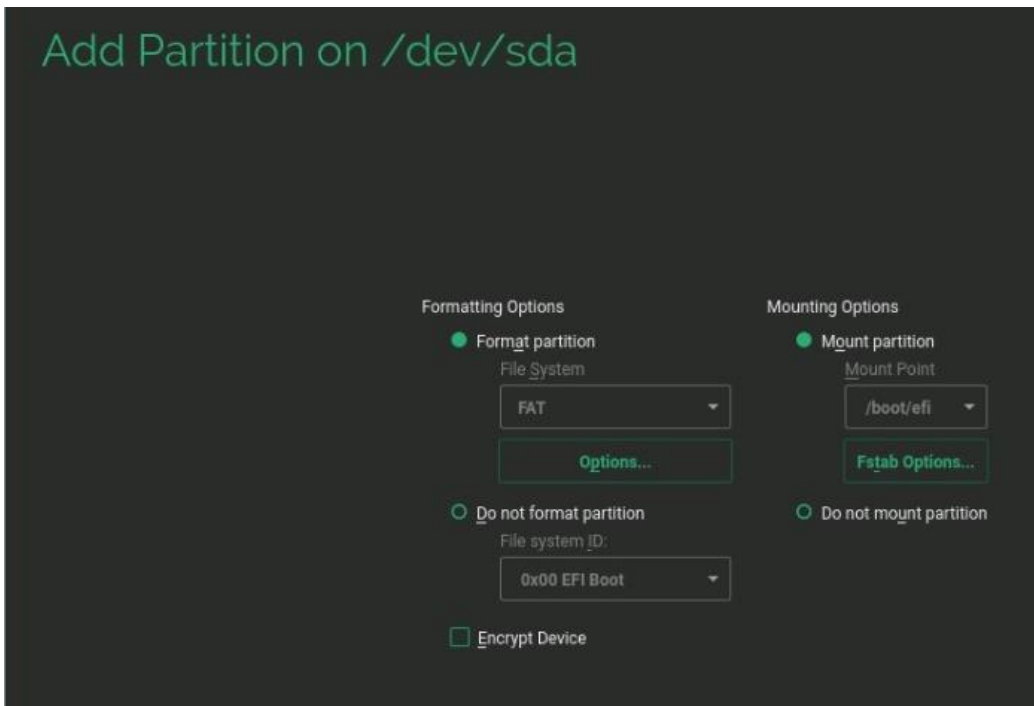 Add Partition on /dev/sda
Formatting Options
Format partition
File System
FAT
Options...
Do not format partition
File system ID:
0x00 EFI Boot
Encrypt Device
Mounting Options
Mount partition
Mount Point
/boot/efi
Fstab Options...
Do not mount partition